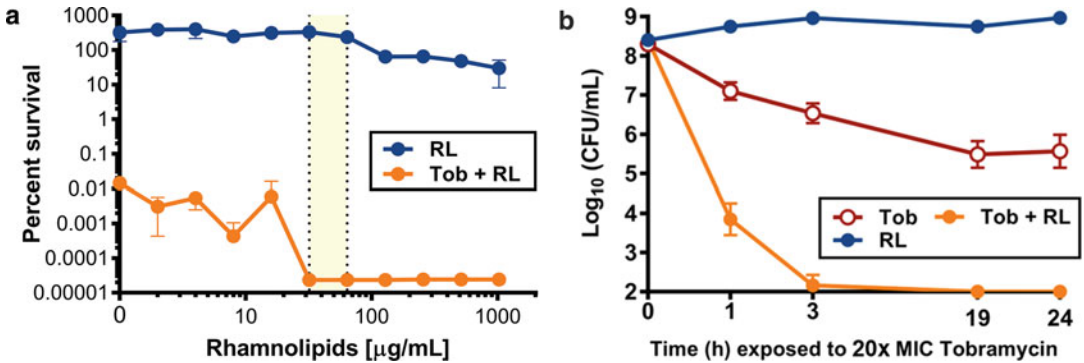 a
1000
100
10
1
0.1
0.01
0.001
0.0001
0.00001
Percent survival
RL
Tob + RL
0 10 100 1000
Rhamnolipids [µg/mL]
b
9
8
7
6
5
4
3
2
Log10 (CFU/mL)
Tob Tob + RL
RL
0 1 3 19 24
Time (h) exposed to 20x MIC Tobramycin